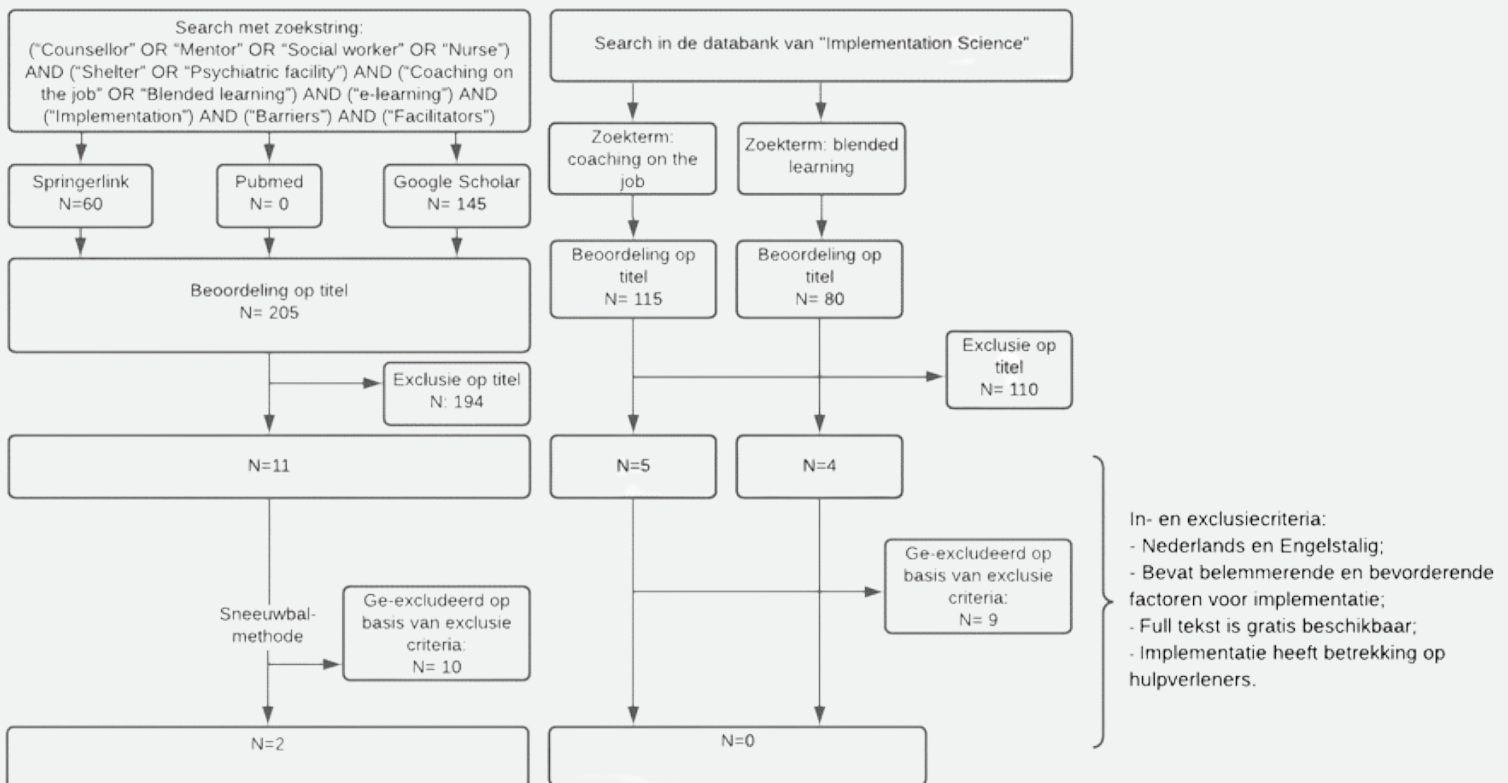 Search met zoekstring:
(“Counsellor” OR “Mentor” OR “Social worker” OR “Nurse”)
AND (“Shelter” OR “Psychiatric facility”) AND (“Coaching on
the job” OR “Blended learning”) AND (“e-learning”) AND
(“Implementation”) AND (“Barriers”) AND (“Facilitators”)
Springerlink
N=60
Pubmed
N= 0
Google Scholar
N= 145
Beoordeling op titel
N= 205
Exclusie op titel
N: 194
N=11
Sneeuwbal-
methode
Ge-excludeerd op
basis van exclusie
criteria:
N= 10
N=2
Search in de databank van "Implementation Science"
Zoekterm:
coaching on the
job
Zoekterm: blended
learning
Beoordeling op
titel
N= 115
Beoordeling op
titel
N= 80
Exclusie op
titel
N= 110
N=5
N=4
Ge-excludeerd op
basis van exclusie
criteria:
N= 9
N=0
In- en exclusiecriteria:
- Nederlands en Engelstalig;
- Bevat belemmerende en bevorderende
factoren voor implementatie;
- Full tekst is gratis beschikbaar;
- Implementatie heeft betrekking op
hulpverleners.